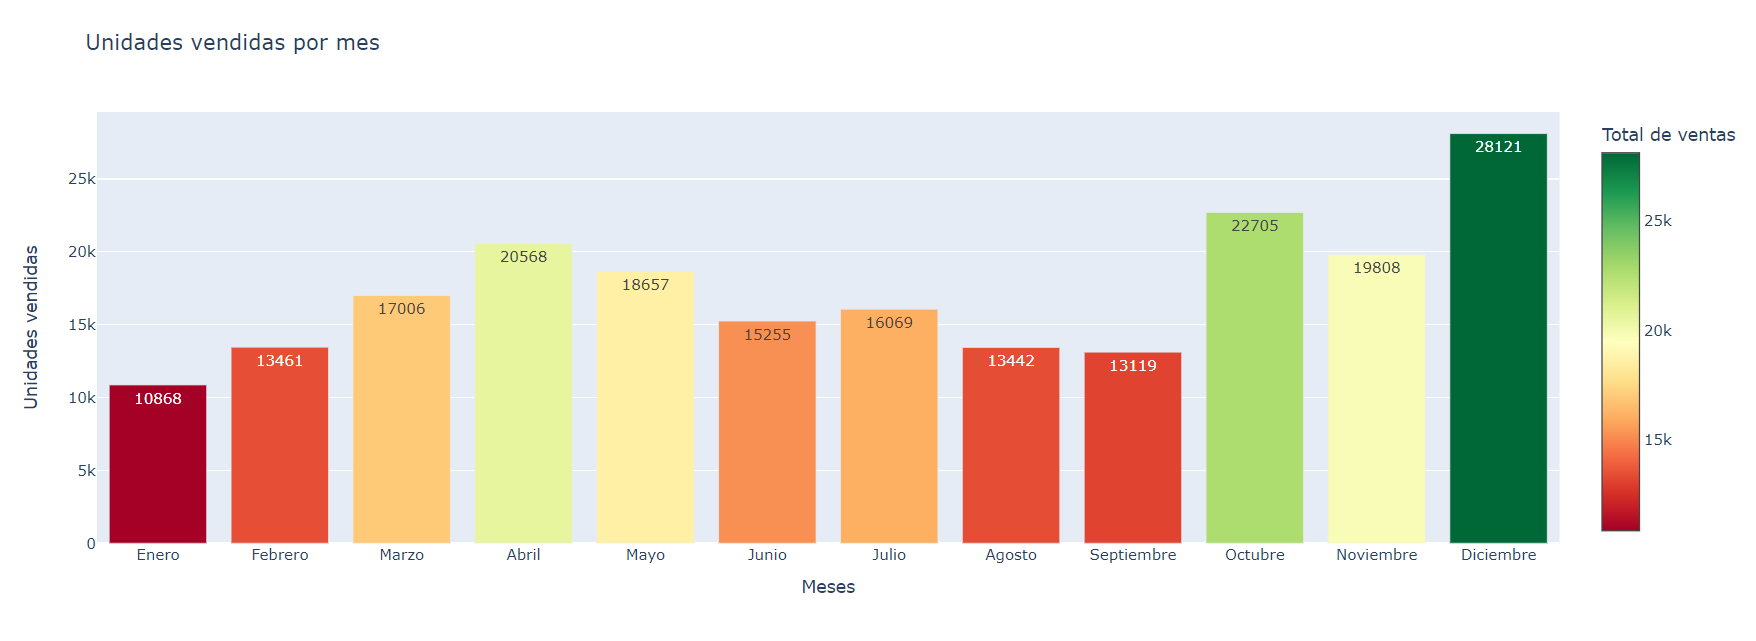 Unidades vendidas por mes
Total de ventas
28121
25k
25k
22705
20k
20568
19808
20k
18657
17006
16069
15k
15255
15k
13461
13442
13119
10868
10k
5k
0
Unidades vendidas
Enero Febrero Marzo Abril Mayo Junio Julio Agosto Septiembre Octubre Noviembre Diciembre
Meses